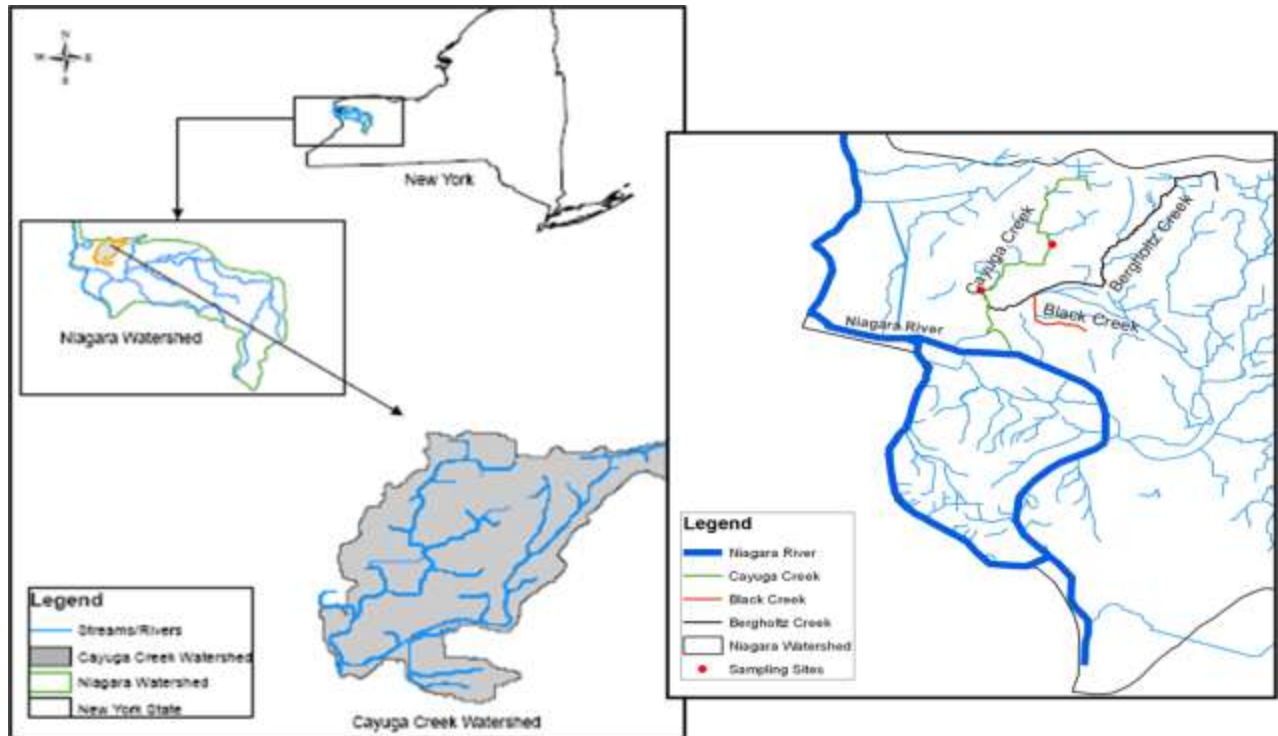 N
W E
S
New York
Niagara Watershed
Legend
Streams/Rivers
Cayuga Creek Watershed
Niagara Watershed
New York State
Cayuga Creek Watershed
Cayuga Creek
Bergholtz Creek
Black Creek
Niagara River
Legend
Niagara River
Cayuga Creek
Black Creek
Bergholtz Creek
Niagara Watershed
Sampling Sites